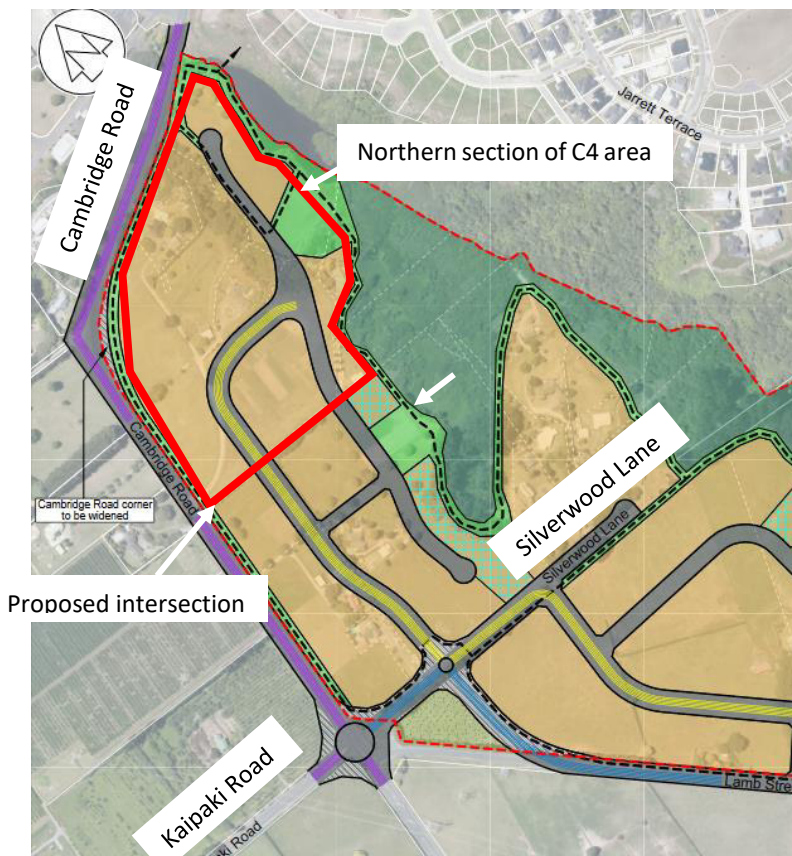 Jarrett Terrace
Cambridge Road
Northern section of C4 area
Cambridge Road
Cambridge Road corner
to be widened
Silverwood Lane
Silverwood Lane
Proposed intersection
Kaipaki Road
Road
Lamb